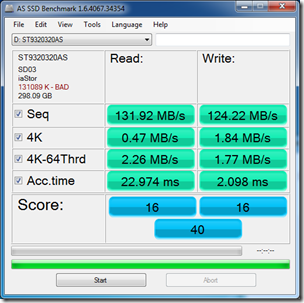 AS SSD Benchmark 1.6.4067.34354
File Edit View Tools Language Help
D: ST9320320AS
ST9320320AS
SD03
iaStor
131089 K - BAD
298.09 GB
Read: Write:
Seq 131.92 MB/s 124.22 MB/s
4K 0.47 MB/s 1.84 MB/s
4K-64Thrd 2.26 MB/s 1.77 MB/s
Acc.time 22.974 ms 2.098 ms
Score: 16 16
40
--:--:--
Start Abort